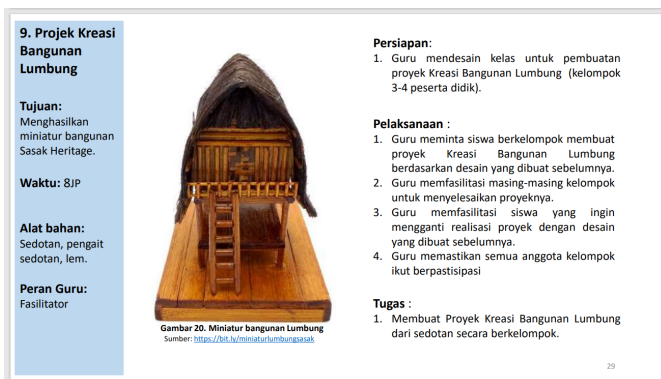 9. Projek Kreasi
Bangunan
Lumbung
Tujuan:
Menghasilkan
miniatur bangunan
Sasak Heritage.
Waktu: 8JP
Alat bahan:
Sedotan, pengait
sedotan, lem.
Peran Guru:
Fasilitator
Gambar 20. Miniatur bangunan Lumbung
Sumber: https://bit.ly/miniaturlumbungsasak
Persiapan:
1. Guru mendesain kelas untuk pembuatan
proyek Kreasi Bangunan Lumbung (kelompok
3-4 peserta didik).
Pelaksanaan :
1. Guru meminta siswa berkelompok membuat
proyek Kreasi Bangunan Lumbung
berdasarkan desain yang dibuat sebelumnya.
2. Guru memfasilitasi masing-masing kelompok
untuk menyelesaikan proyeknya.
3. Guru memfasilitasi siswa yang ingin
mengganti realisasi proyek dengan desain
yang dibuat sebelumnya.
4. Guru memastikan semua anggota kelompok
ikut berpastisipasi
Tugas :
1. Membuat Proyek Kreasi Bangunan Lumbung
dari sedotan secara berkelompok.
29